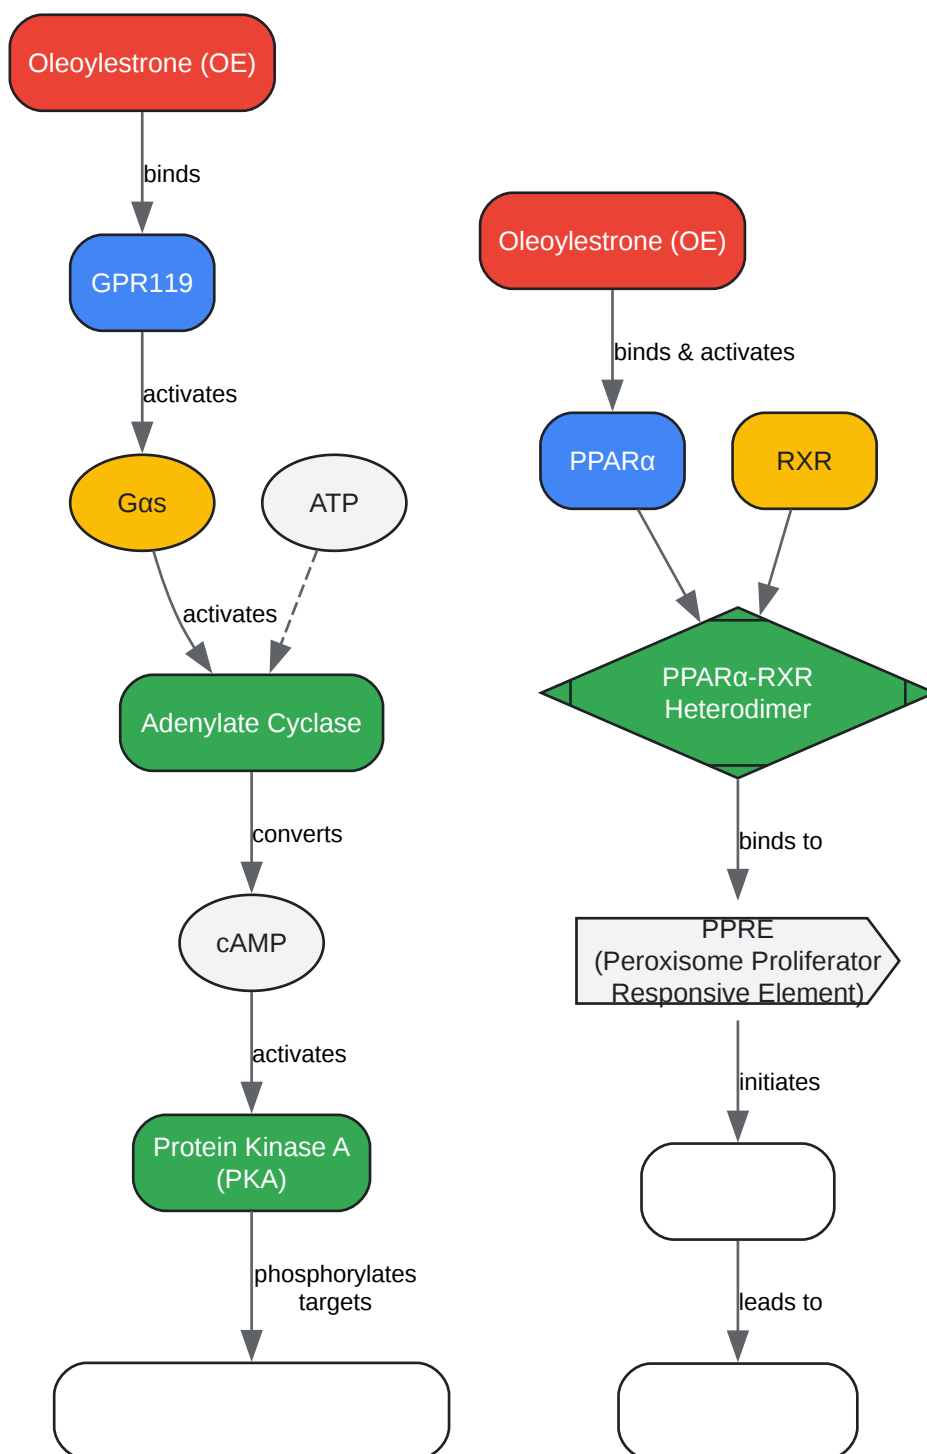 Oleoylestrone (OE)
binds
GPR119
activates
Gαs
ATP
activates
Adenylate Cyclase
converts
cAMP
activates
Protein Kinase A
(PKA)
phosphorylates
targets
Oleoylestrone (OE)
binds & activates
PPARα
RXR
PPARα-RXR
Heterodimer
binds to
PPRE
(Peroxisome Proliferator
Responsive Element)
initiates
leads to